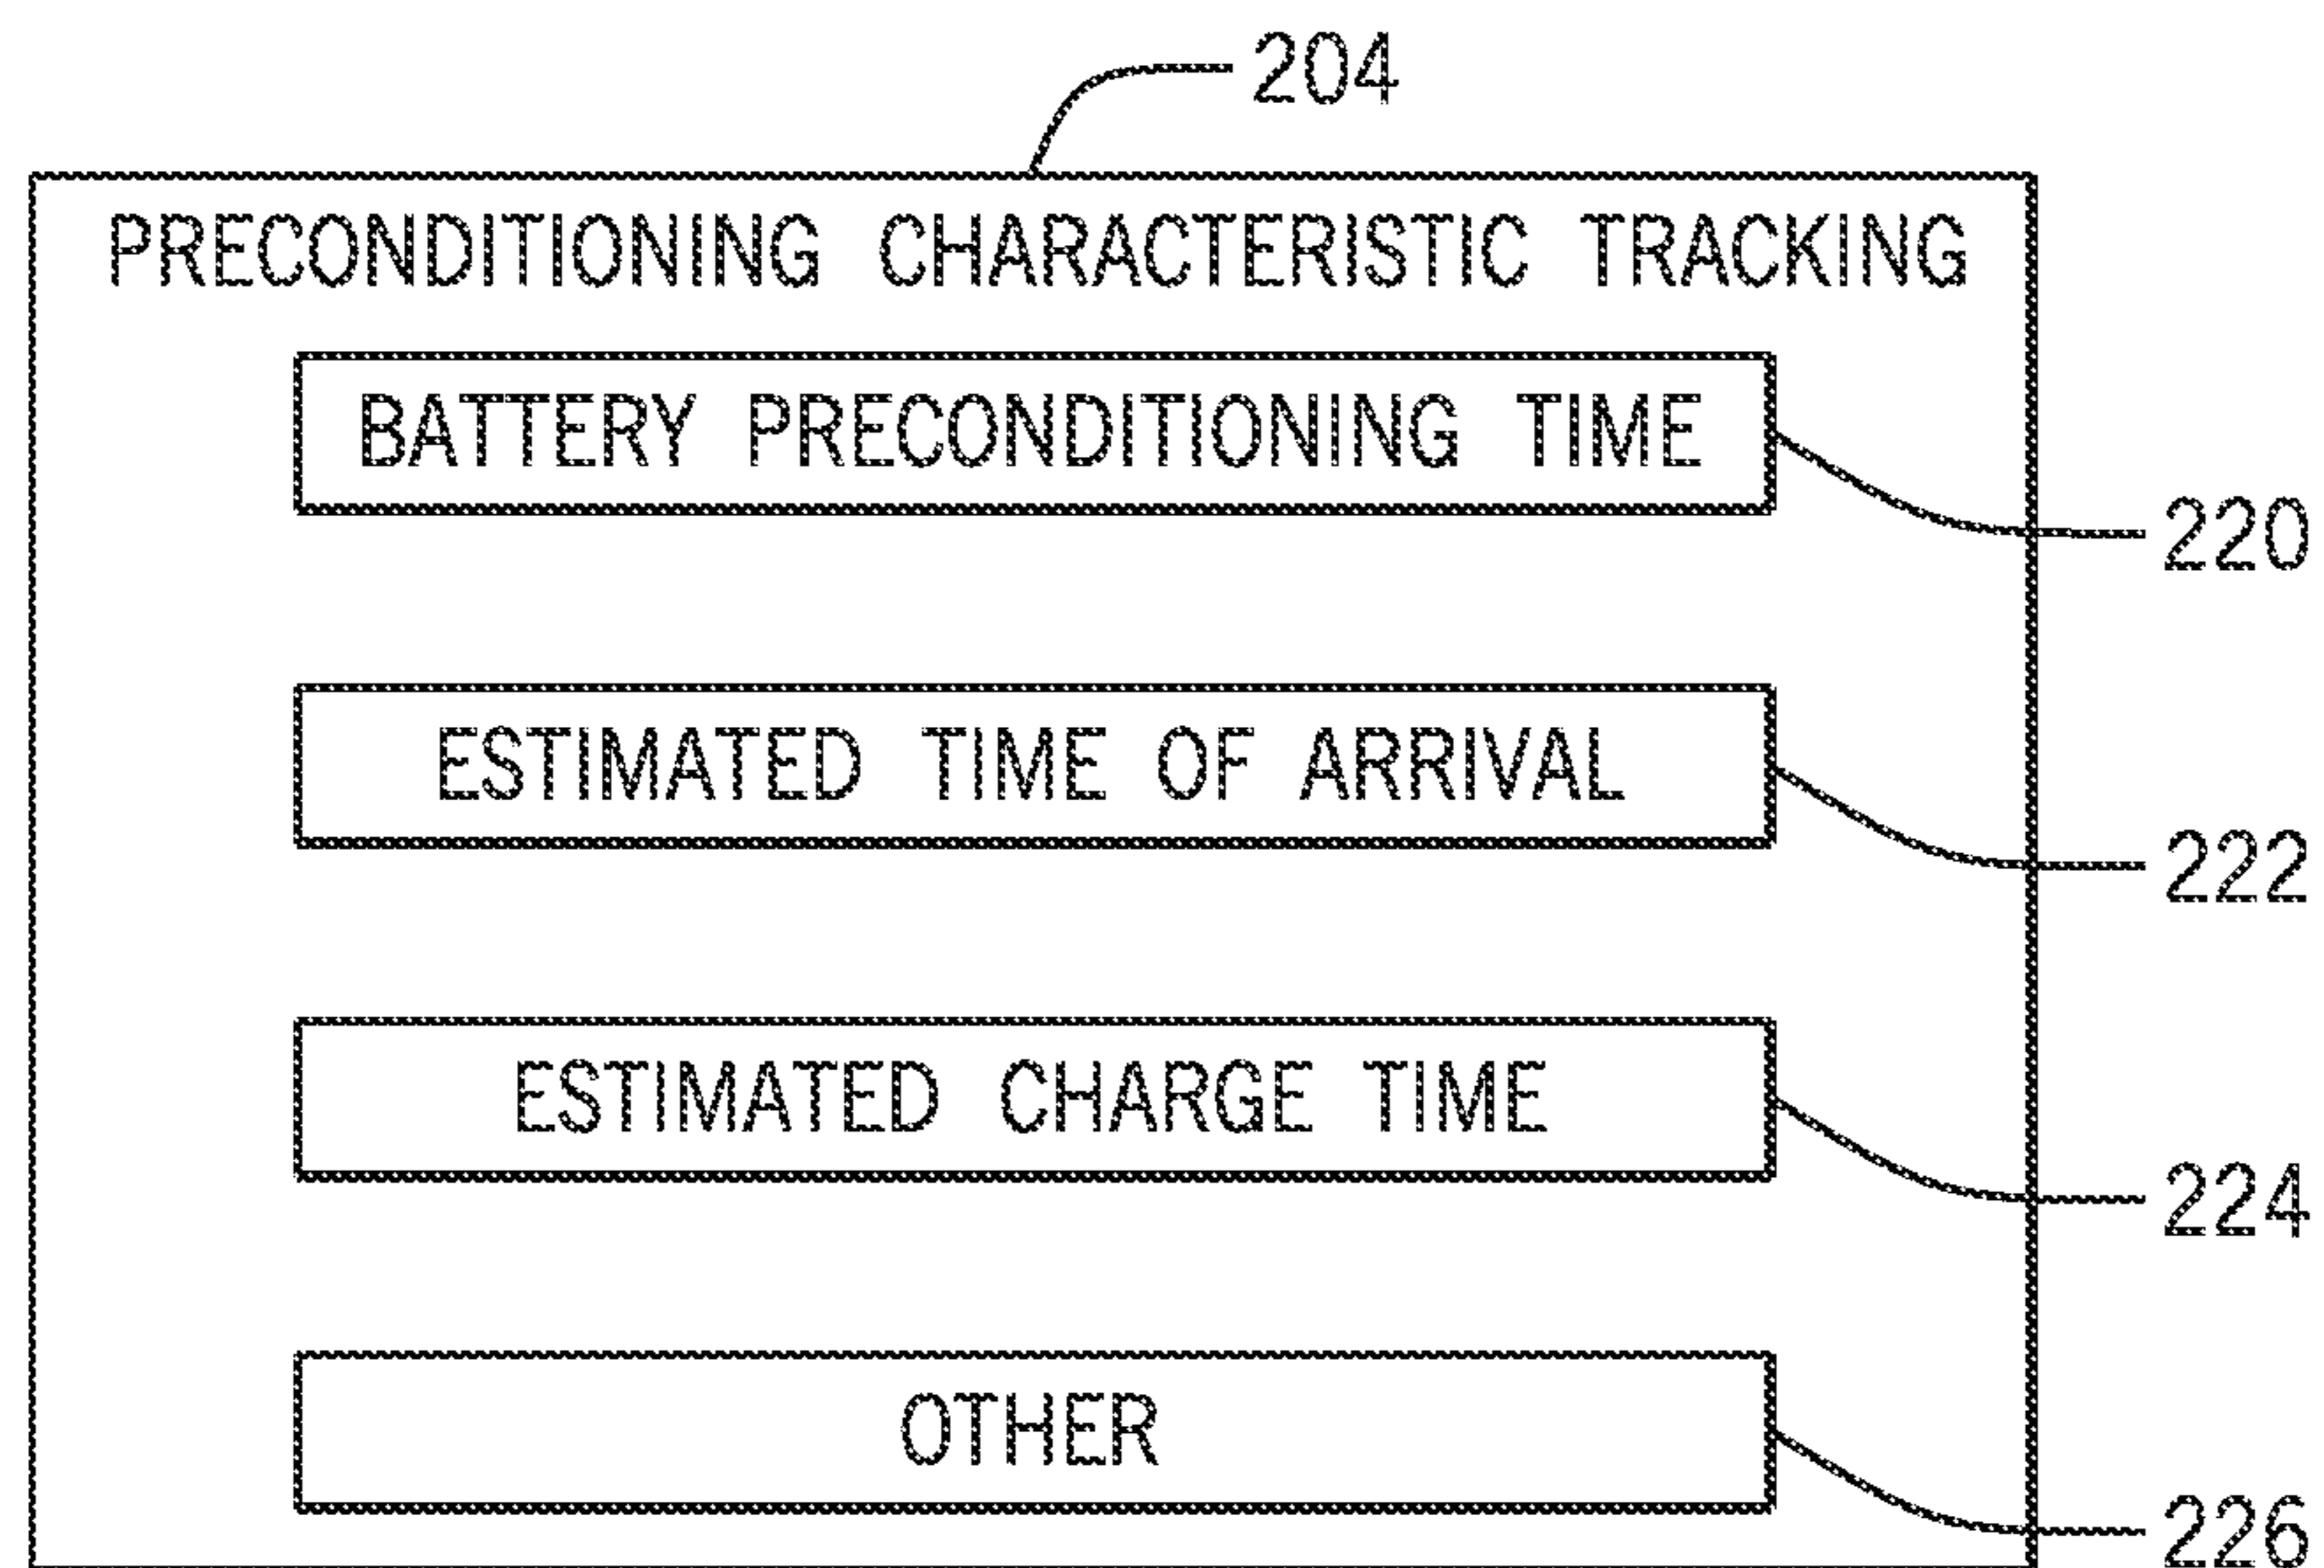 204
PRECONDITIONING CHARACTERISTIC TRACKING
BATTERY PRECONDITIONING TIME
220
ESTIMATED TIME OF ARRIVAL
222
ESTIMATED CHARGE TIME
224
OTHER
226